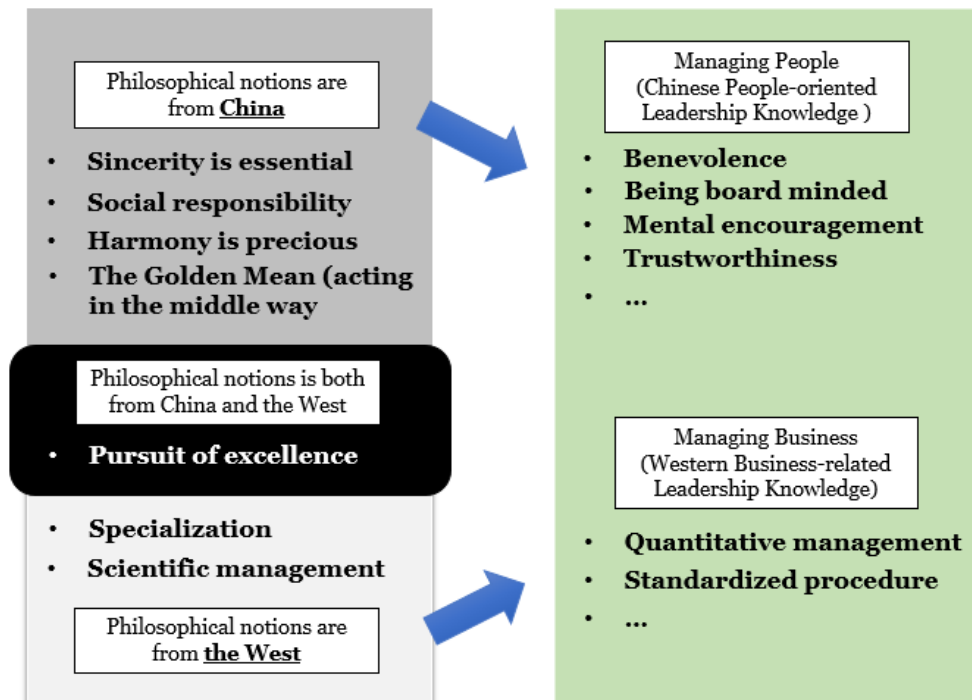 Philosophical notions are
from China
• Sincerity is essential
• Social responsibility
• Harmony is precious
• The Golden Mean (acting
in the middle way
Philosophical notions is both
from China and the West
• Pursuit of excellence
• Specialization
• Scientific management
Philosophical notions are
from the West
Managing People
(Chinese People-oriented
Leadership Knowledge )
• Benevolence
• Being board minded
• Mental encouragement
• Trustworthiness
• ...
Managing Business
(Western Business-related
Leadership Knowledge)
• Quantitative management
• Standardized procedure
• ...